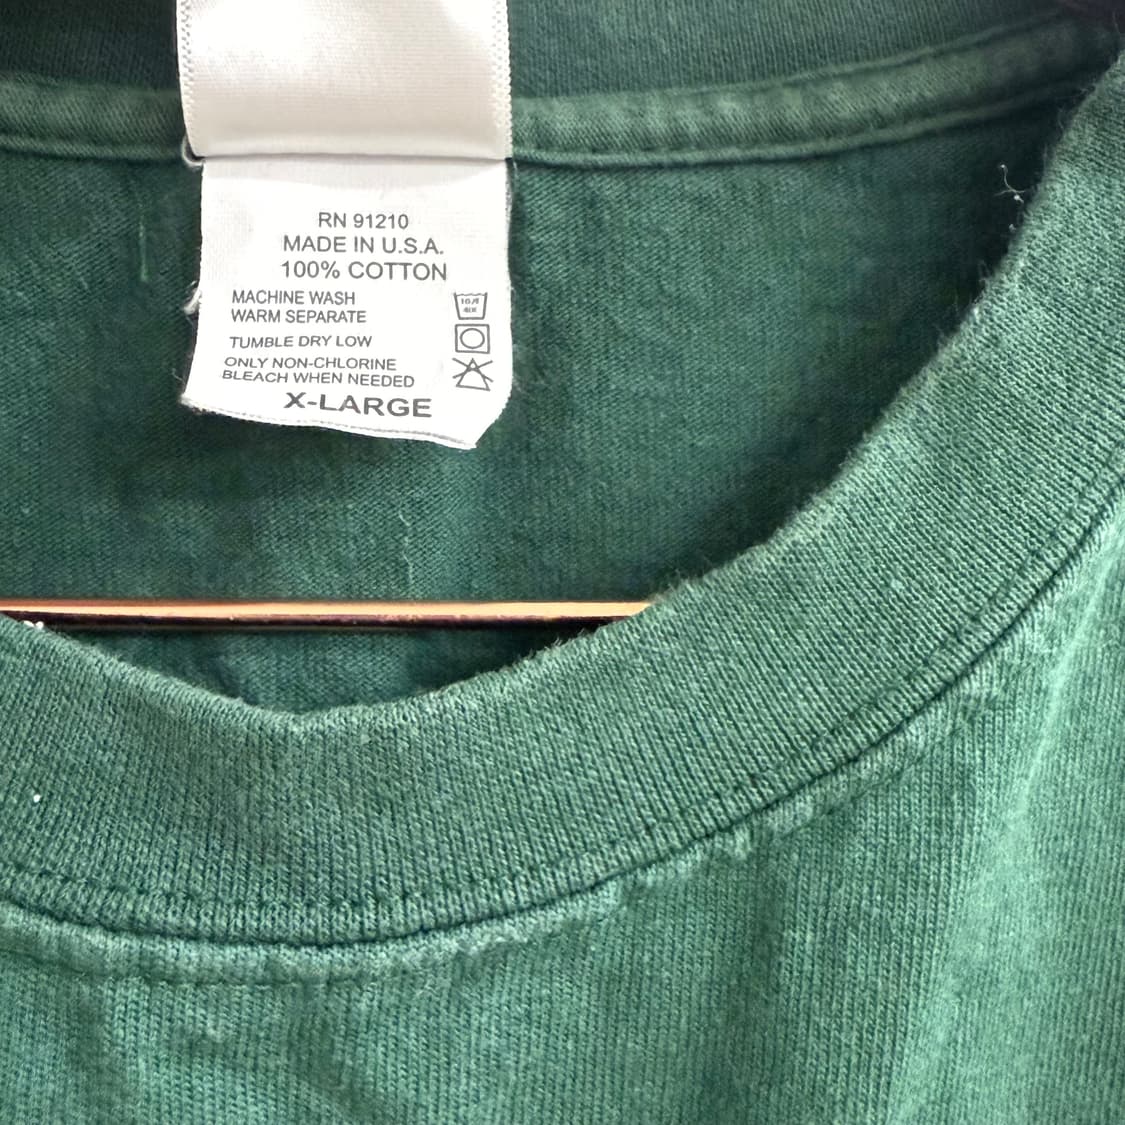 RN 91210
MADE IN U.S.A.
100% COTTON
MACHINE WASH
WARM SEPARATE
TUMBLE DRY LOW
ONLY NON-CHLORINE
BLEACH WHEN NEEDED
X-LARGE